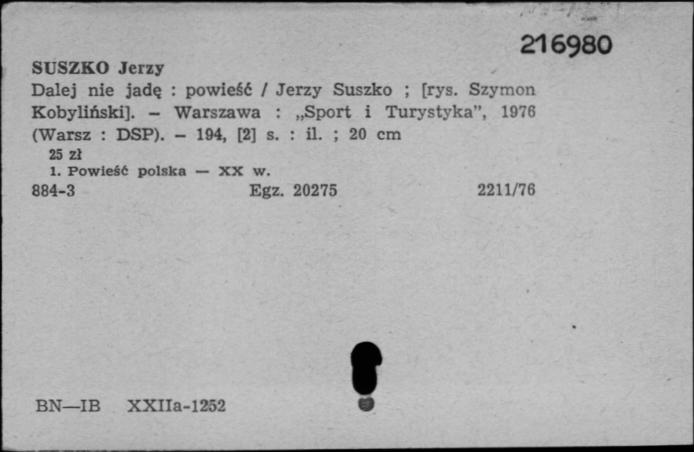 216980
SUSZKO Jerzy
Dalej nie jadę : powieść / Jerzy Suszko ; [rys. Szymon
Kobyliński]. – Warszawa : „Sport i Turystyka”, 1976
(Warsz : DSP). – 194, [2] s. : il. ; 20 cm
25 zł
1. Powieść polska — XX w.
884-3 Egz. 20275 2211/76
BN—IB XXIIa-1252